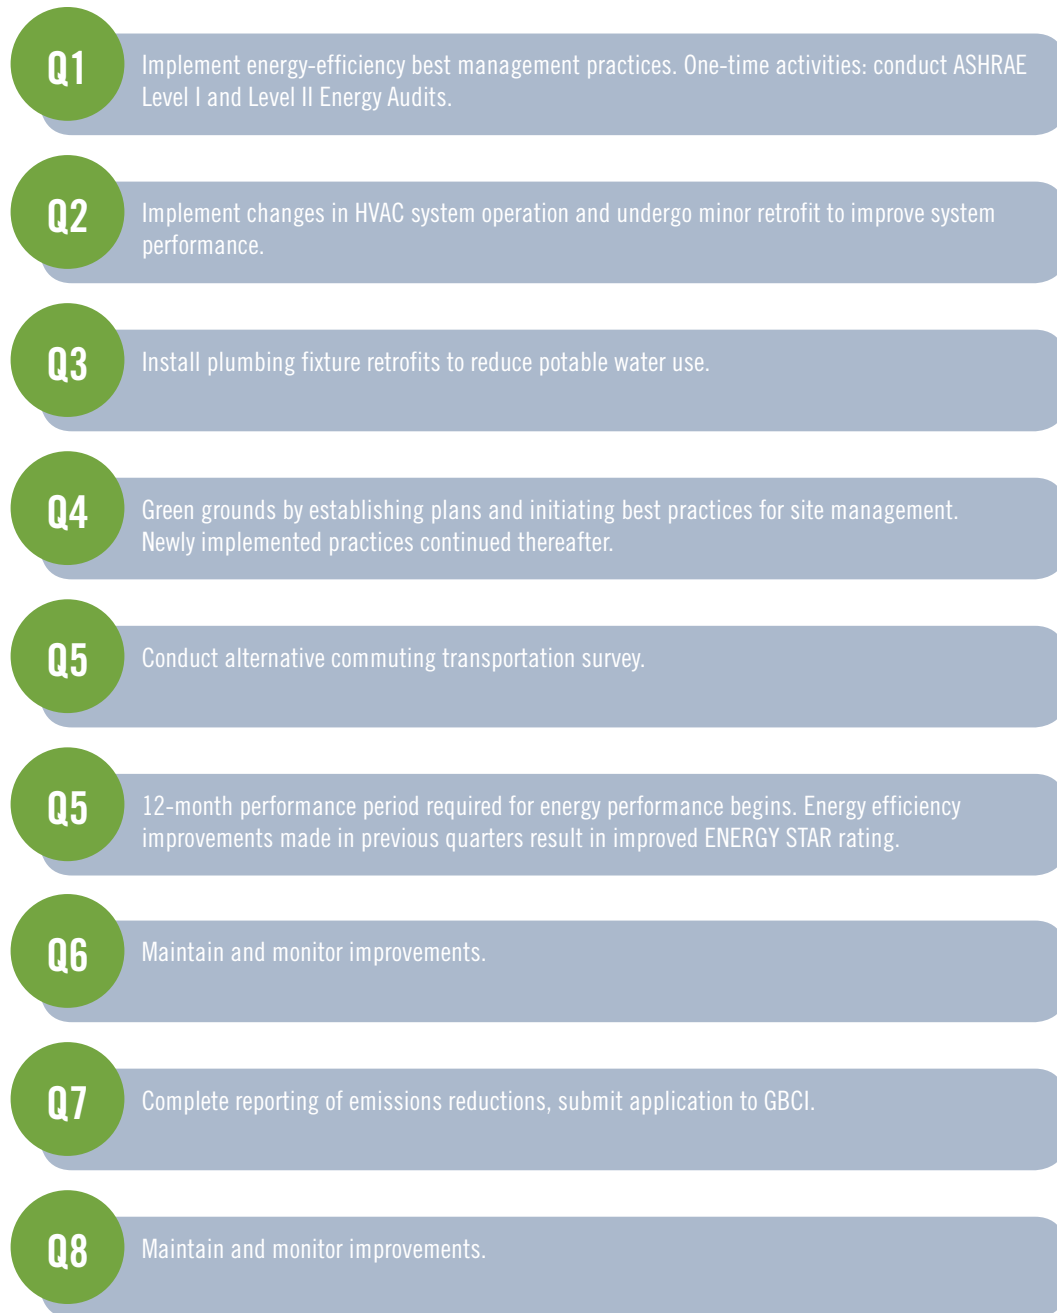 Q1
Implement energy-efficiency best management practices. One-time activities: conduct ASHRAE
Level I and Level II Energy Audits.
Q2
Implement changes in HVAC system operation and undergo minor retrofit to improve system
performance.
Q3
Install plumbing fixture retrofits to reduce potable water use.
Q4
Green grounds by establishing plans and initiating best practices for site management.
Newly implemented practices continued thereafter.
Q5
Conduct alternative commuting transportation survey.
Q5
12-month performance period required for energy performance begins. Energy efficiency
improvements made in previous quarters result in improved ENERGY STAR rating.
Q6
Maintain and monitor improvements.
Q7
Complete reporting of emissions reductions, submit application to GBCI.
Q8
Maintain and monitor improvements.